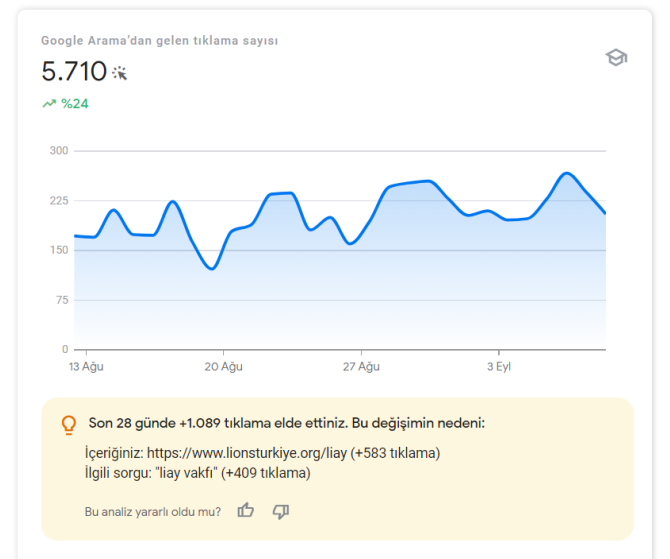 Google Arama'dan gelen tıklama sayısı
5.710
%24
300
225
150
75
0
13 Ağu
20 Ağu
27 Ağu
3 Eyl
Son 28 günde +1.089 tıklama elde ettiniz. Bu değişimin nedeni:
İçeriğiniz: https://www.lionsturkiye.org/liay (+583 tıklama)
İlgili sorgu: "liay vakfı" (+409 tıklama)
Bu analiz yararlı oldu mu?